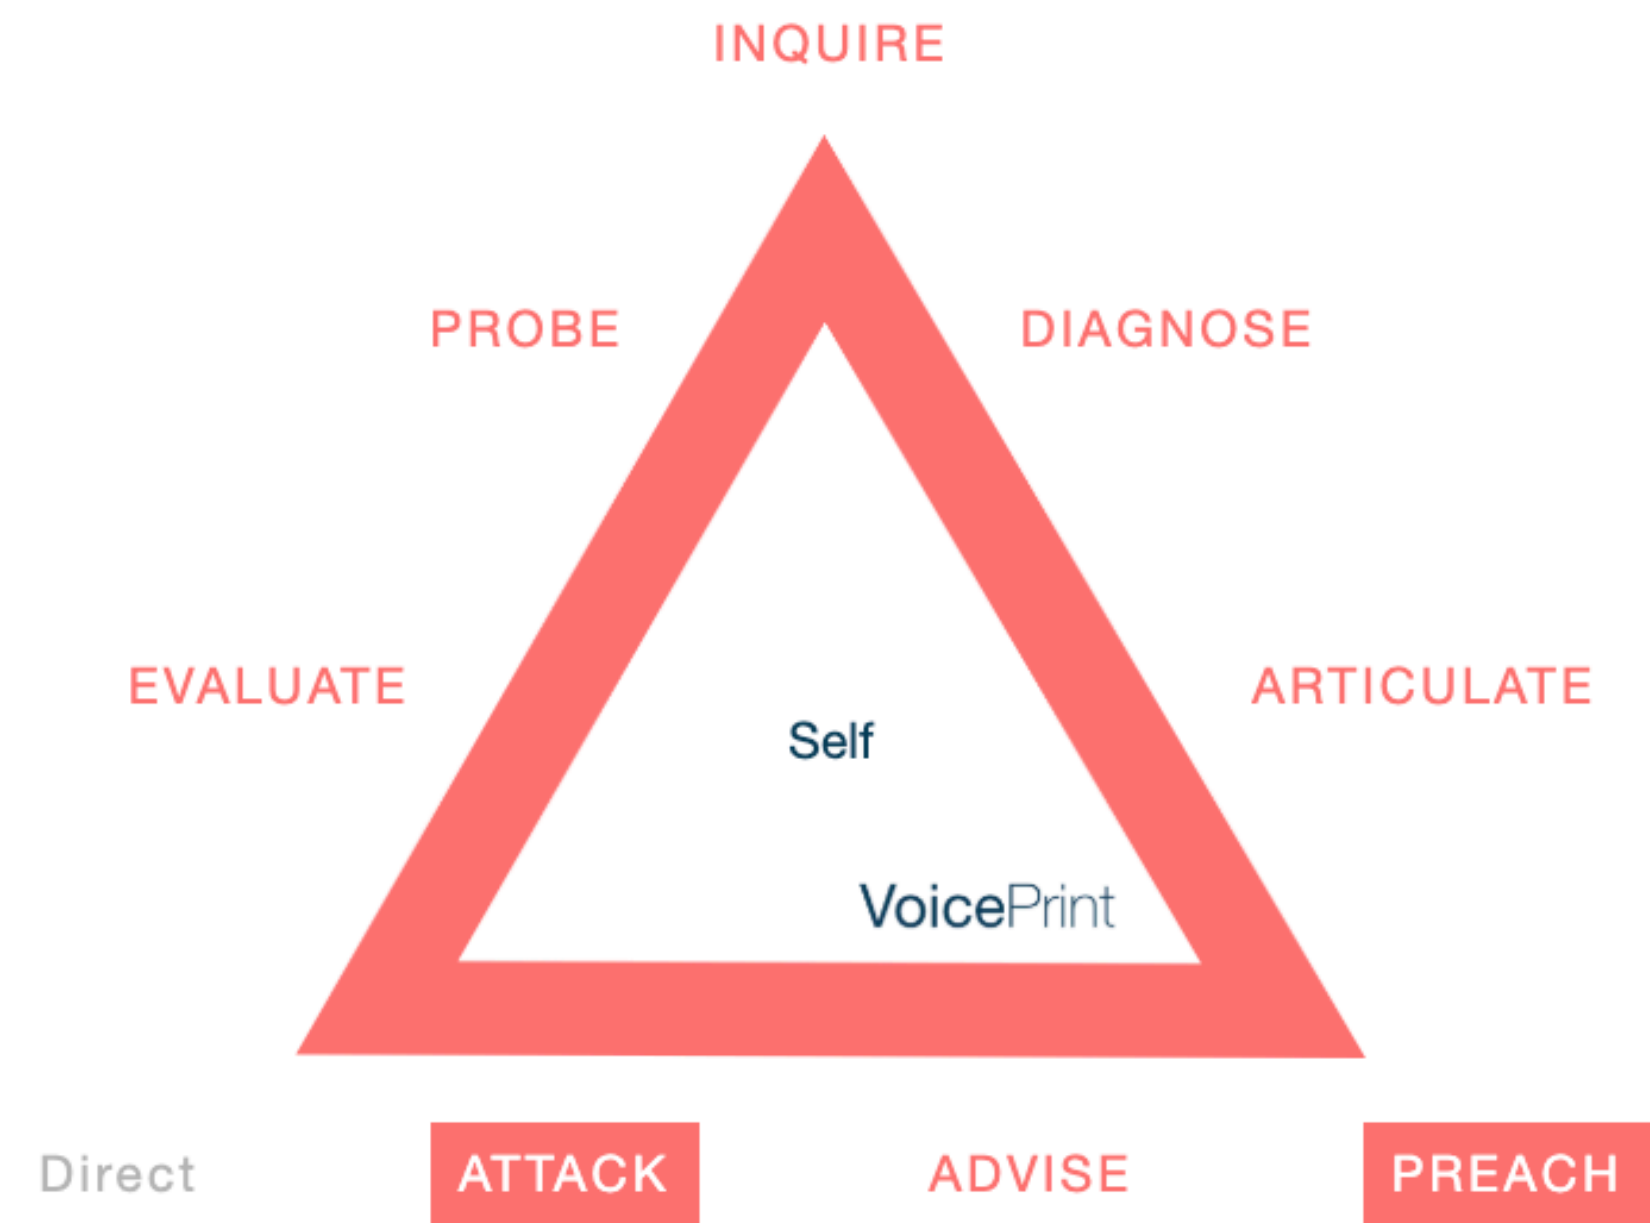 INQUIRE
PROBE
DIAGNOSE
EVALUATE
ARTICULATE
Self
VoicePrint
Direct
ATTACK
ADVISE
PREACH